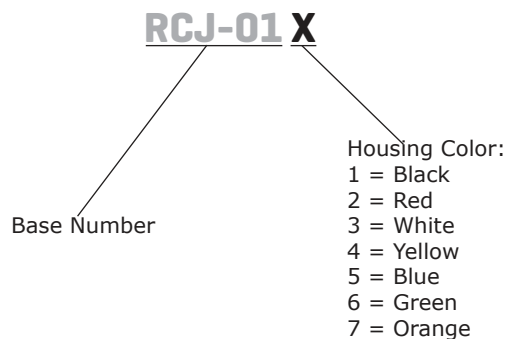 RCJ-01 X
Housing Color:
1 = Black
2 = Red
3 = White
4 = Yellow
5 = Blue
6 = Green
7 = Orange
Base Number